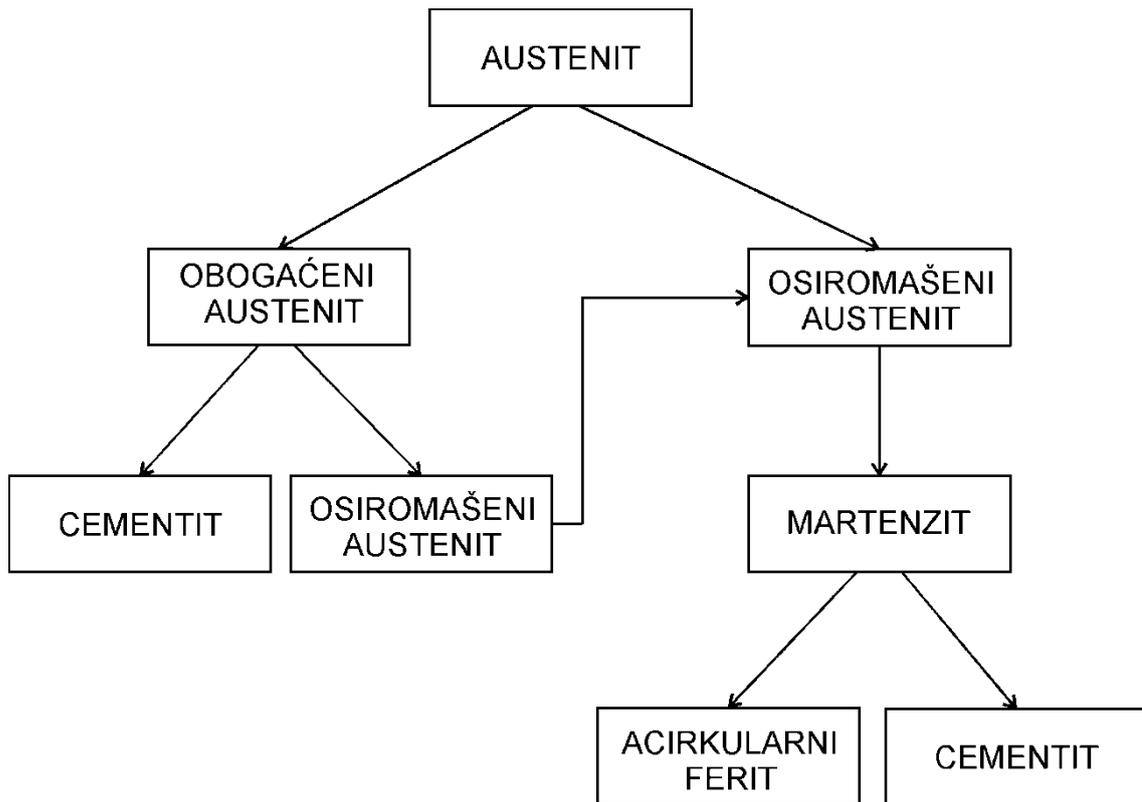 AUSTENIT
OBOGAĆENI
AUSTENIT
OSIROMAŠENI
AUSTENIT
CEMENTIT
OSIROMAŠENI
AUSTENIT
MARTENZIT
ACIRKULARNI
FERIT
CEMENTIT